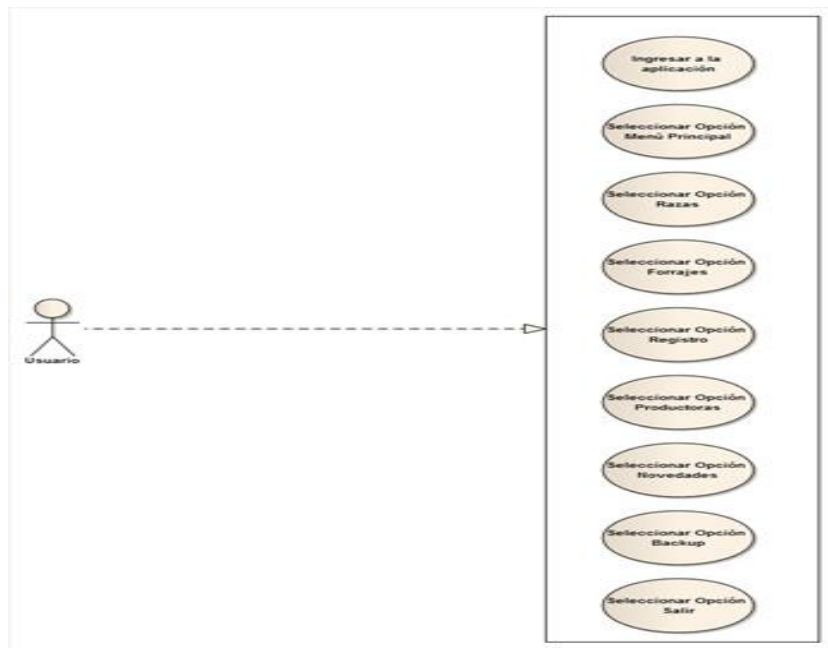 Ingresar a la
aplicación
Seleccionar Opción
Menú Principal
Seleccionar Opción
Razas
Seleccionar Opción
Forrajes
Seleccionar Opción
Registro
Usuario
Seleccionar Opción
Productoras
Seleccionar Opción
Novedades
Seleccionar Opción
Backup
Seleccionar Opción
Salir